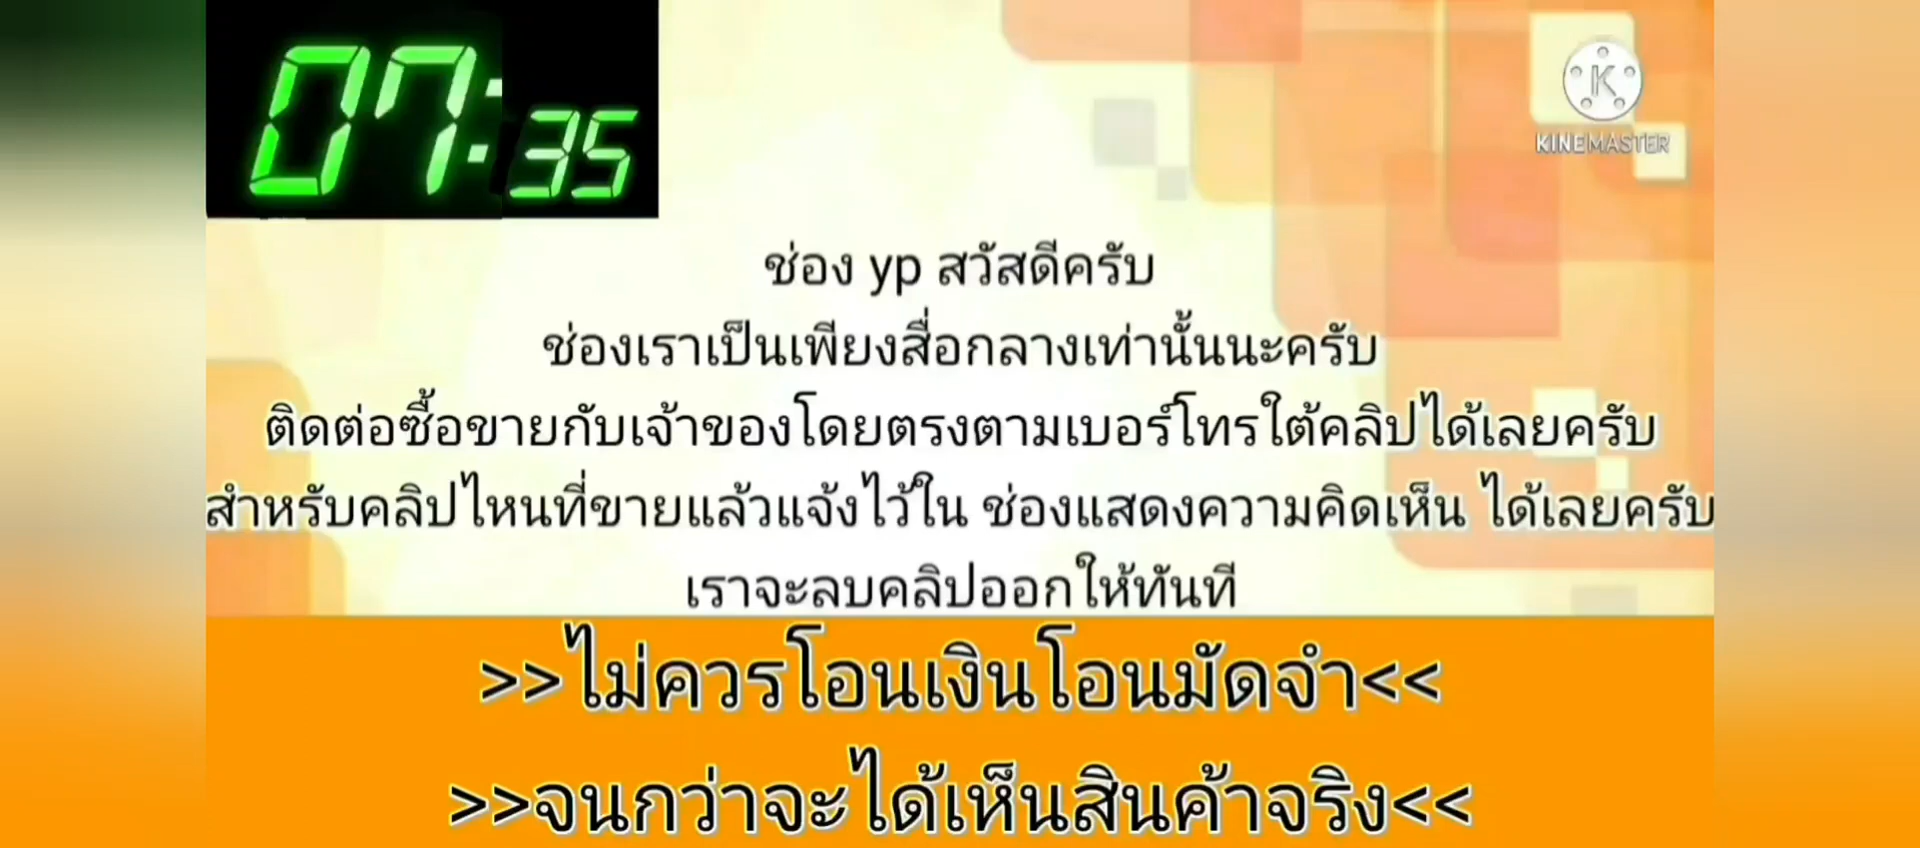 07:35
KINEMASTER
ช่อง yp สวัสดีครับ
ช่องเราเป็นเพียงสื่อกลางเท่านั้นนะครับ
ติดต่อซื้อขายกับเจ้าของโดยตรงตามเบอร์โทรใต้คลิปได้เลยครับ
สำหรับคลิปไหนที่ขายแล้วแจ้งไว้ใน ช่องแสดงความคิดเห็น ได้เลยครับ
เราจะลบคลิปออกให้ทันที
>>ไม่ควรโอนเงินโอนมัดจำ<<
>>จนกว่าจะได้เห็นสินค้าจริง<<